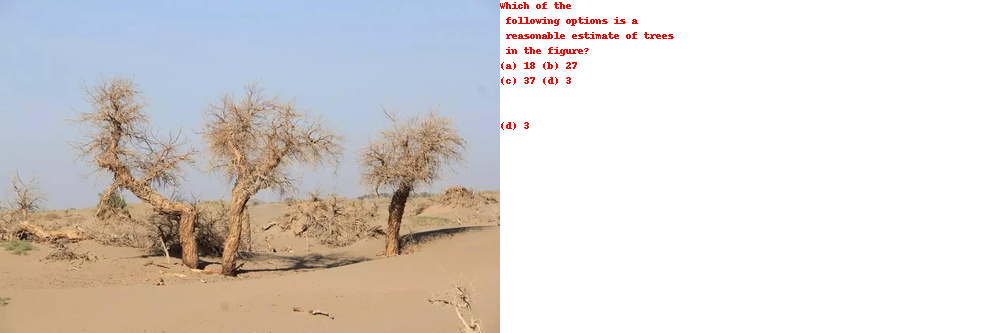 Which of the
following options is a
reasonable estimate of trees
in the figure?
(a) 18 (b) 27
(c) 37 (d) 3
(d) 3